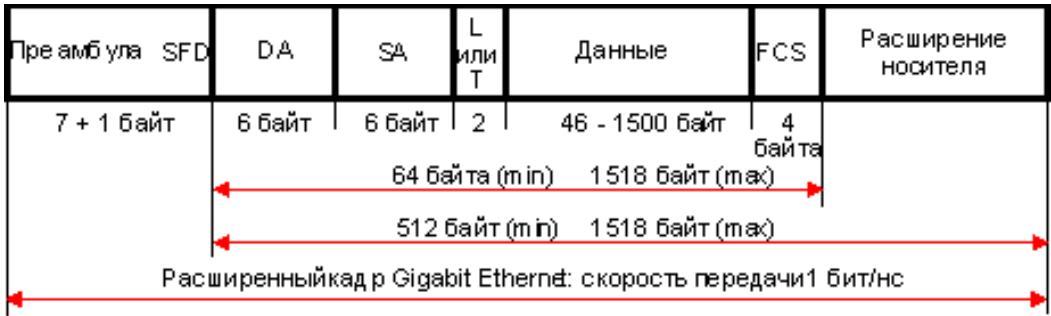 Преамбула SFD
DA
SA
L
или
T
Данные
FCS
Расширение
носителя
7 + 1 байт
6 байт
6 байт
2
46 - 1500 байт
4
байта
64 байта (min) 1518 байт (max)
512 байт (min) 1518 байт (max)
Расширенный кадр Gigabit Ethernet: скорость передачи 1 бит/нс